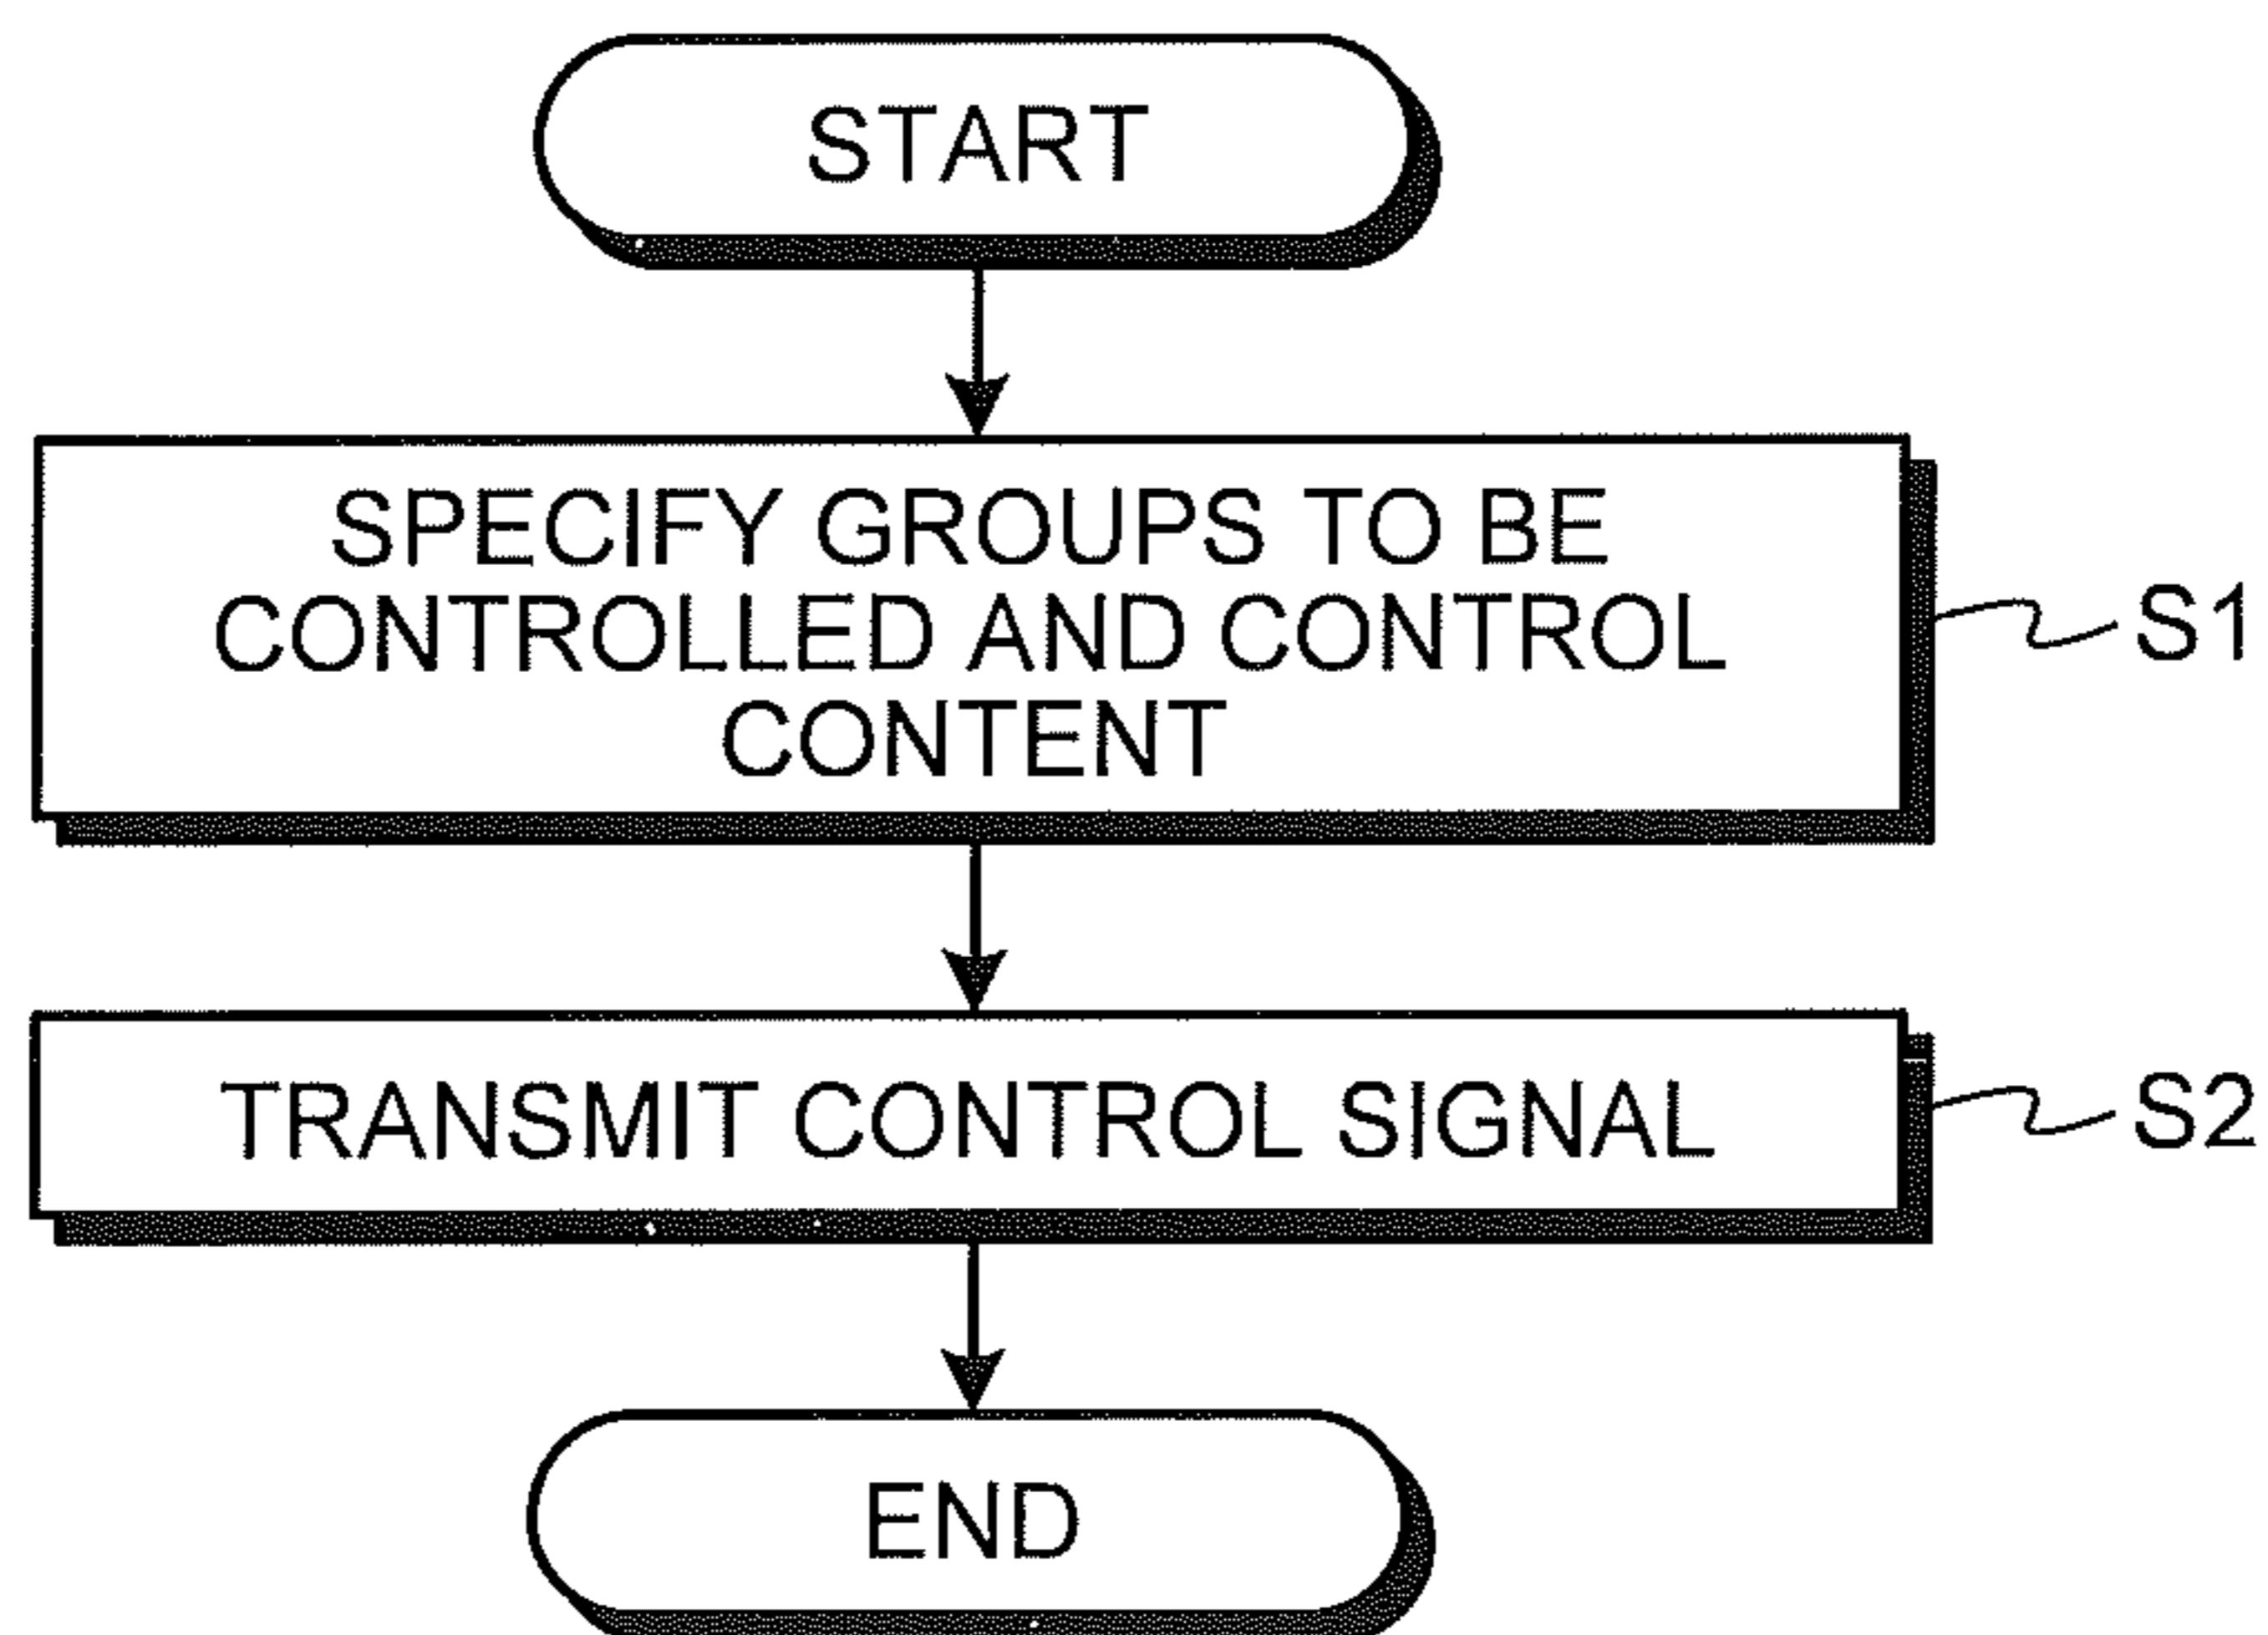 START
SPECIFY GROUPS TO BE
CONTROLLED AND CONTROL
CONTENT
S1
TRANSMIT CONTROL SIGNAL
S2
END